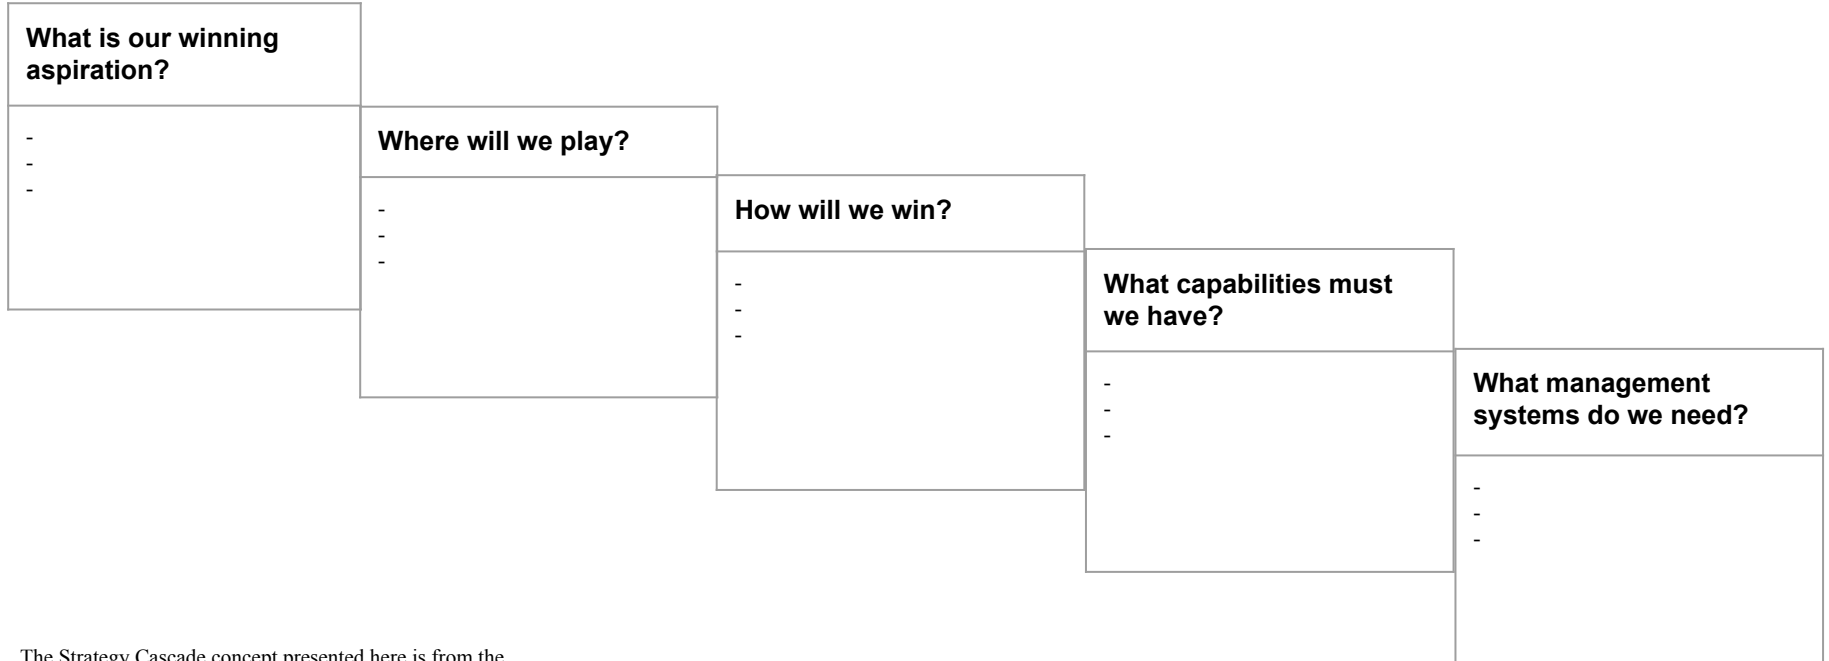 What is our winning
aspiration?
-
-
-
Where will we play?
-
-
-
How will we win?
-
-
-
What capabilities must
we have?
-
-
-
What management
systems do we need?
-
-
-
The Strategy Cascade concept presented here is from the